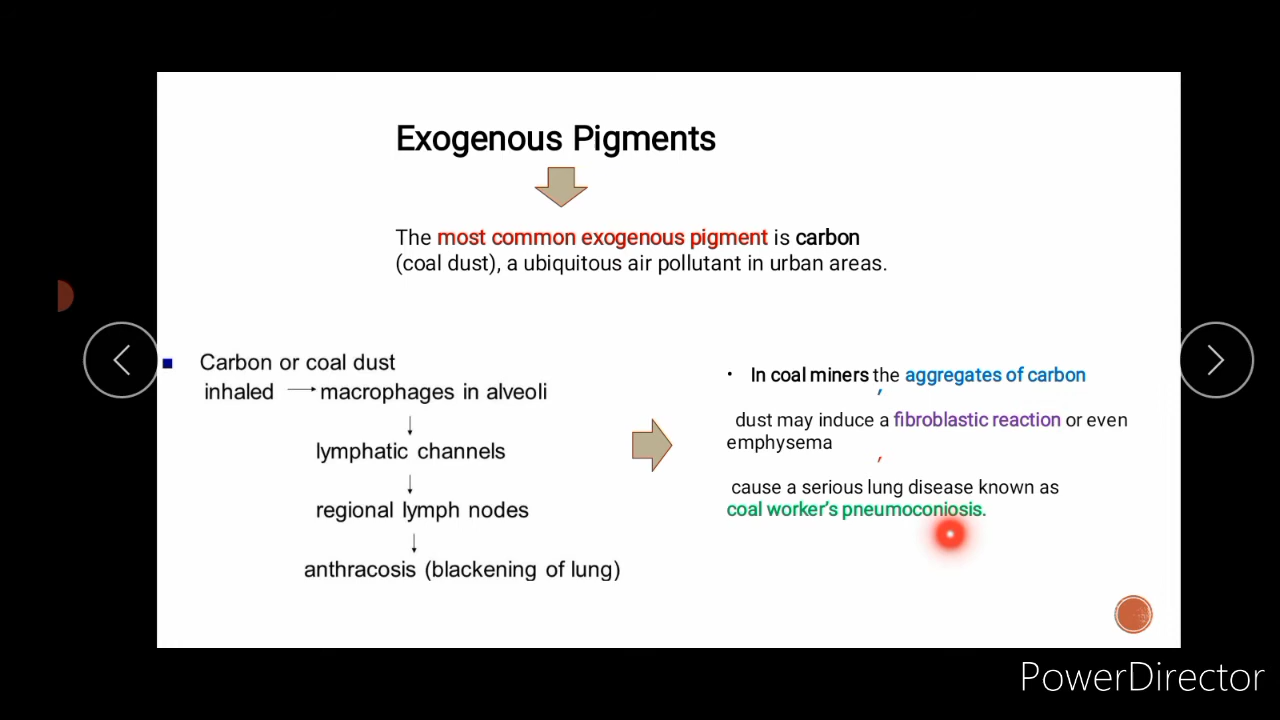 Exogenous Pigments
The most common exogenous pigment is carbon
(coal dust), a ubiquitous air pollutant in urban areas.
Carbon or coal dust
inhaled → macrophages in alveoli
↓
lymphatic channels
↓
regional lymph nodes
↓
anthracosis (blackening of lung)
• In coal miners the aggregates of carbon
dust may induce a fibroblastic reaction or even
emphysema
cause a serious lung disease known as
coal worker's pneumoconiosis.
PowerDirector